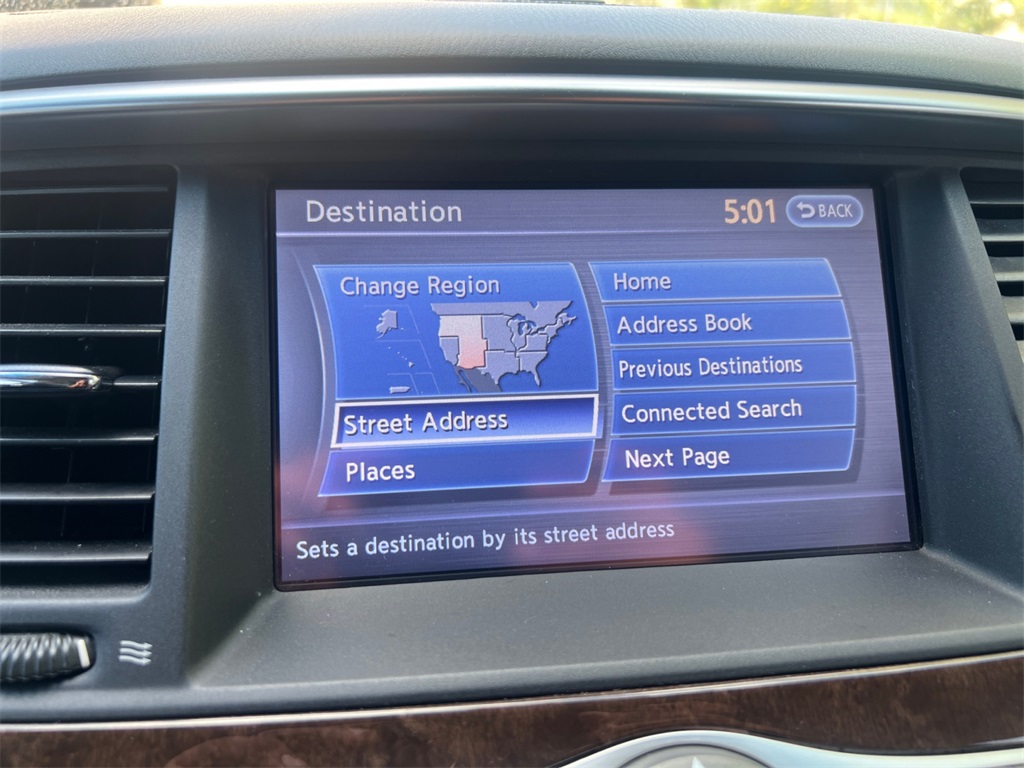 Destination
5:01
BACK
Change Region
Street Address
Places
Home
Address Book
Previous Destinations
Connected Search
Next Page
Sets a destination by its street address